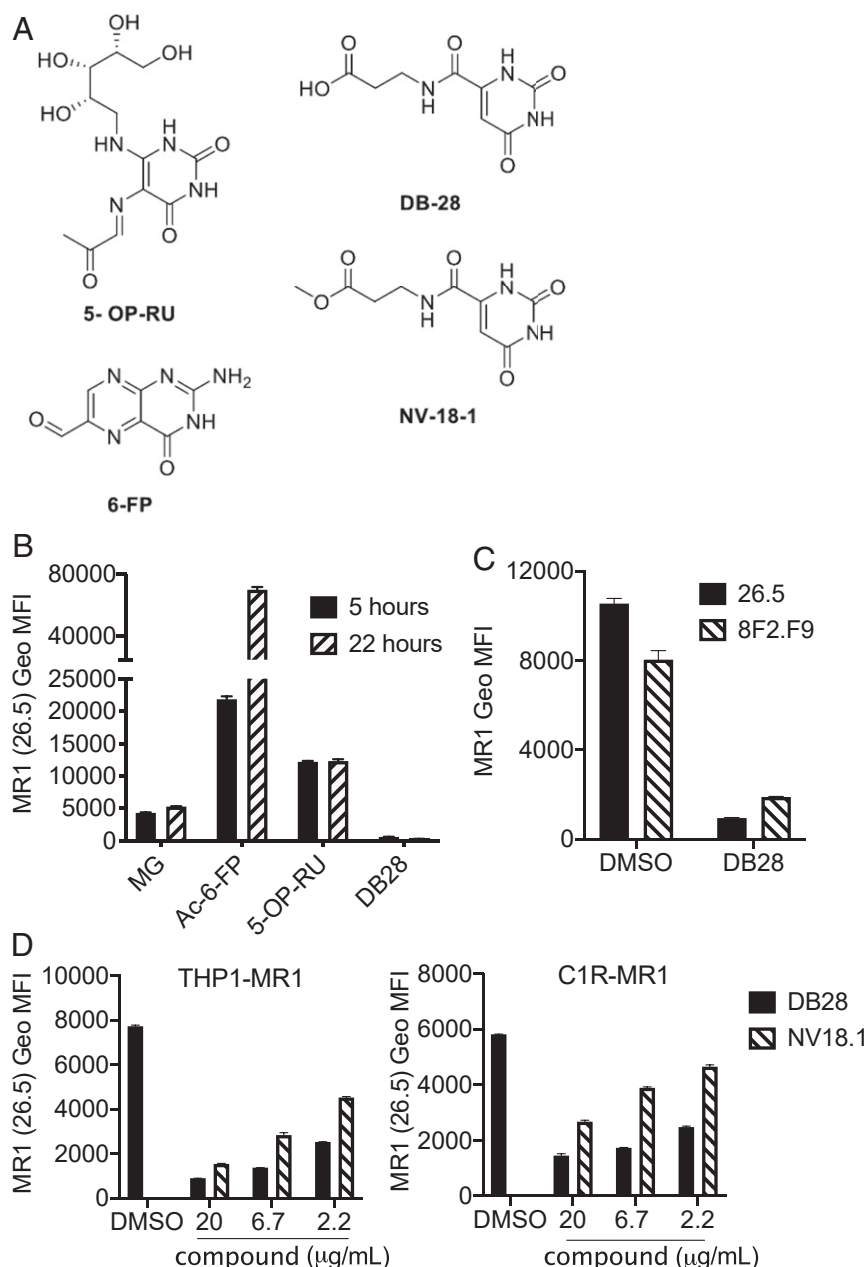 A
OH
HO
OH
HO
HO
HN
H
N
O
NH
N
O
O
5- OP-RU
O
O
H
N
O
HO
N
H
NH
O
DB-28
O
O
H
N
O
O
N
H
NH
O
NV-18-1
N
N
NH2
O
N
NH
O
6-FP
B
MR1 (26.5) Geo MFI
80000
40000
25000
20000
15000
10000
5000
0
5 hours
22 hours
MG
Ac-6-FP
5-OP-RU
DB28
C
MR1 Geo MFI
12000
8000
4000
0
26.5
8F2.F9
DMSO
DB28
D
THP1-MR1
MR1 (26.5) Geo MFI
10000
8000
6000
4000
2000
0
DMSO
20
6.7
2.2
compound (μg/mL)
C1R-MR1
MR1 (26.5) Geo MFI
8000
6000
4000
2000
0
DMSO
20
6.7
2.2
compound (μg/mL)
DB28
NV18.1